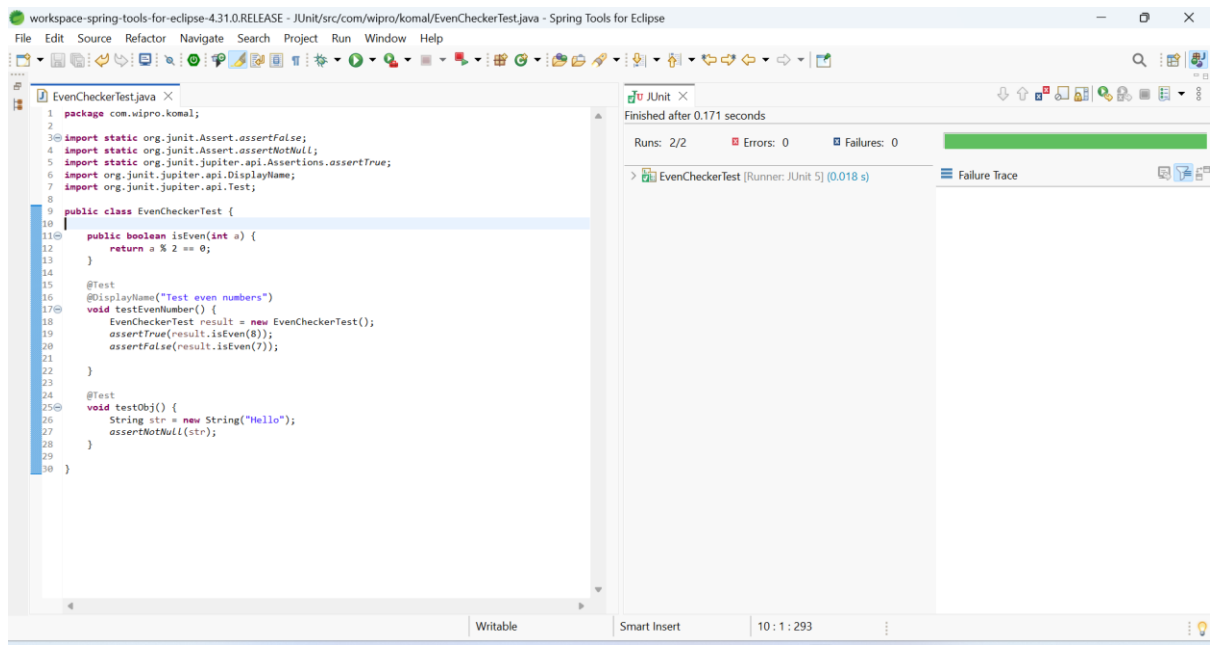 workspace-spring-tools-for-eclipse-4.31.0.RELEASE - JUnit/src/com/wipro/komal/EvenCheckerTest.java - Spring Tools for Eclipse
File Edit Source Refactor Navigate Search Project Run Window Help
EvenCheckerTest.java
1 package com.wipro.komal;
2
3 import static org.junit.Assert.assertFalse;
4 import static org.junit.Assert.assertNotNull;
5 import static org.junit.jupiter.api.Assertions.assertTrue;
6 import org.junit.jupiter.api.DisplayName;
7 import org.junit.jupiter.api.Test;
8
9 public class EvenCheckerTest {
10
11 public boolean isEven(int a) {
12 return a % 2 == 0;
13 }
14
15 @Test
16 @DisplayName("Test even numbers")
17 void testEvenNumber() {
18 EvenCheckerTest result = new EvenCheckerTest();
19 assertTrue(result.isEven(8));
20 assertFalse(result.isEven(7));
21
22 }
23
24 @Test
25 void testObj() {
26 String str = new String("Hello");
27 assertNotNull(str);
28 }
29
30 }
JUnit
Finished after 0.171 seconds
Runs: 2/2 Errors: 0 Failures: 0
EvenCheckerTest [Runner: JUnit 5] (0.018 s)
Failure Trace
Writable Smart Insert 10 : 1 : 293